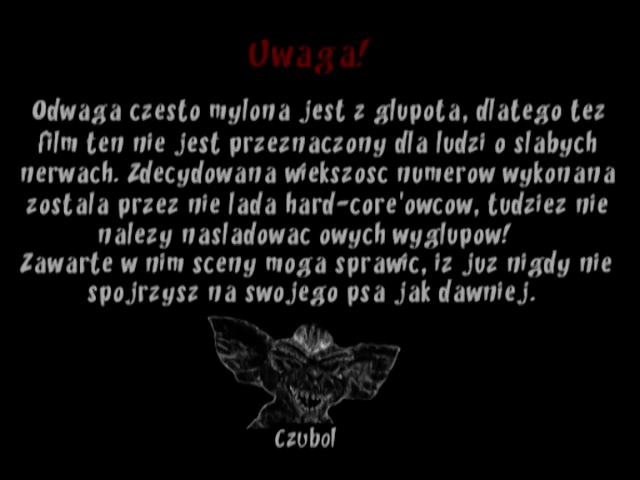 Uwaga!
Odwaga czesto mylona jest z glupota, dlatego tez
film ten nie jest przeznaczony dla ludzi o slabych
nerwach. Zdecydowana wiekszosc numerow wykonana
zostala przez nie lada hard-core'owcow, tudziez nie
nalezy nasladowac owych wyglupow!
Zawarte w nim sceny moga sprawic, iz juz nigdy nie
spojrzysz na swojego psa jak dawniej.
Czubol